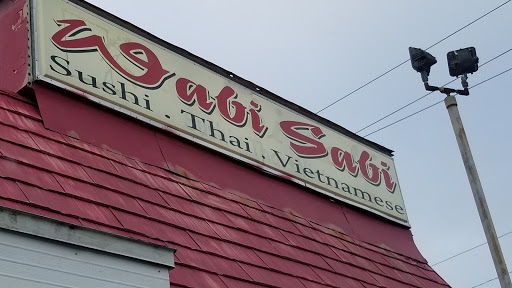 Wabi Sabi
Sushi . Thai . Vietnamese